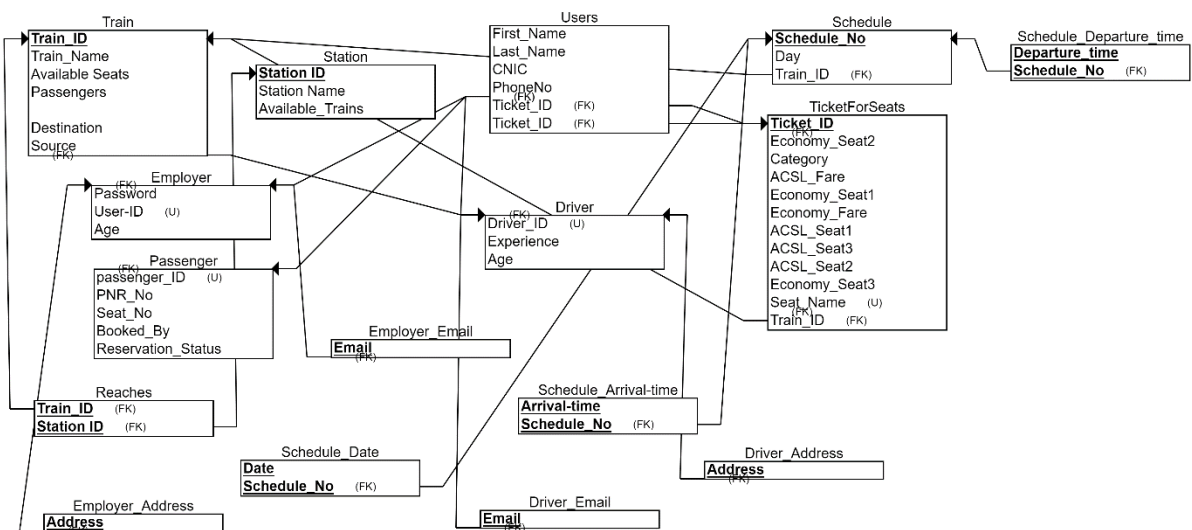 Train
Train_ID
Train_Name
Available Seats
Passengers
Destination
Source
(FK)
Station
Station ID
Station Name
Available_Trains
Users
First_Name
Last_Name
CNIC
PhoneNo
(FK)
Ticket_ID (FK)
Ticket_ID (FK)
Schedule
Schedule_No
Day
Train_ID (FK)
Schedule_Departure_time
Departure_time
Schedule_No (FK)
TicketForSeats
Ticket_ID
(FK)
Economy_Seat2
Category
ACSL_Fare
Economy_Seat1
Economy_Fare
ACSL_Seat1
ACSL_Seat3
ACSL_Seat2
Economy_Seat3
Seat_Name (U)
(FK)
Train_ID (FK)
Employer
(FK)
Password
User-ID (U)
Age
Driver
(FK)
Driver_ID (U)
Experience
Age
Passenger
(FK)
passenger_ID (U)
PNR_No
Seat_No
Booked_By
Reservation_Status
Employer_Email
Email
(FK)
Reaches
Train_ID (FK)
Station ID (FK)
Schedule_Arrival-time
Arrival-time
Schedule_No (FK)
Schedule_Date
Date
Schedule_No (FK)
Driver_Address
Address
(FK)
Employer_Address
Address
(FK)
Driver_Email
Email
(FK)